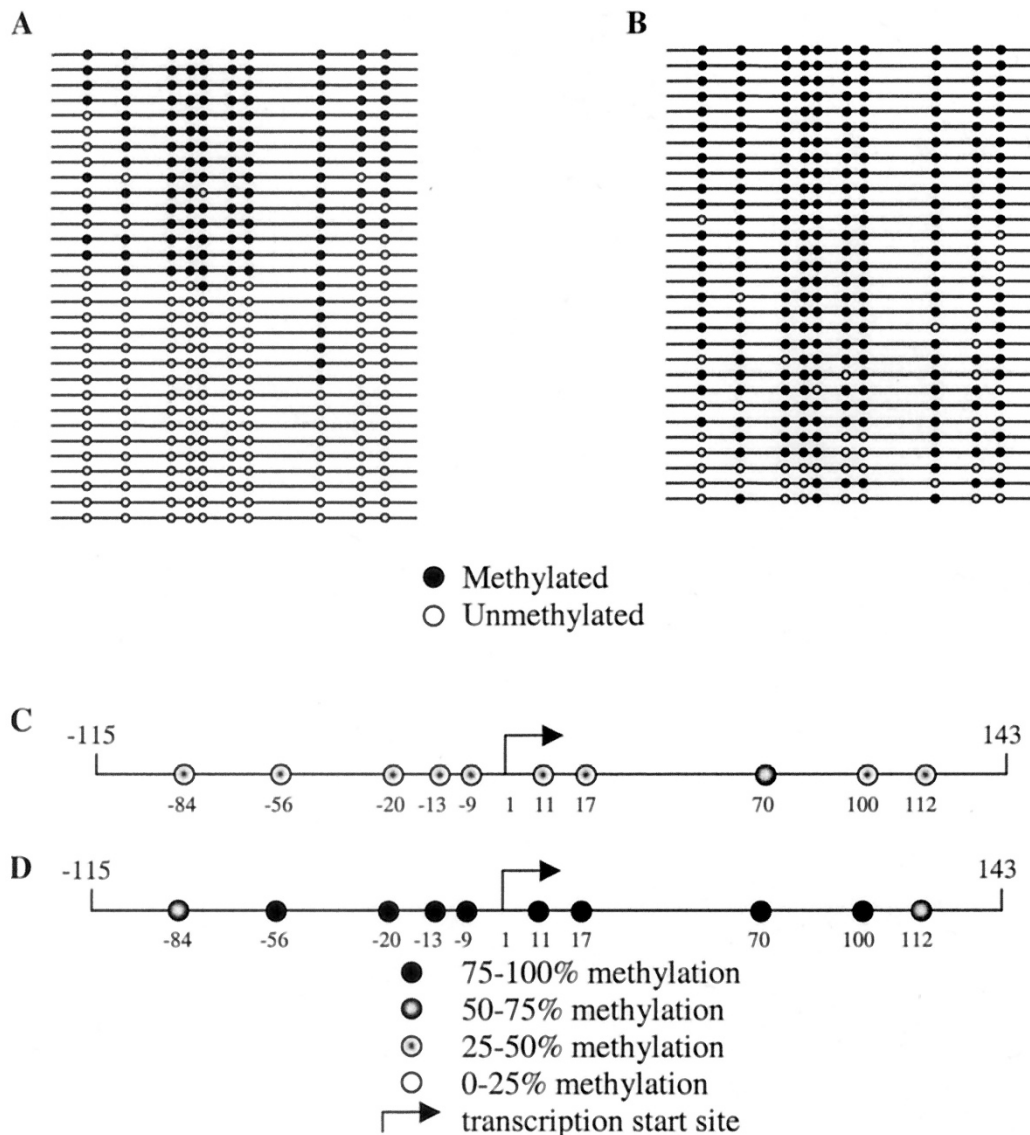 A
B
Methylated
Unmethylated
C
-115
143
-84 -56 -20 -13 -9 1 11 17 70 100 112
D
-115
143
-84 -56 -20 -13 -9 1 11 17 70 100 112
75-100% methylation
50-75% methylation
25-50% methylation
0-25% methylation
transcription start site